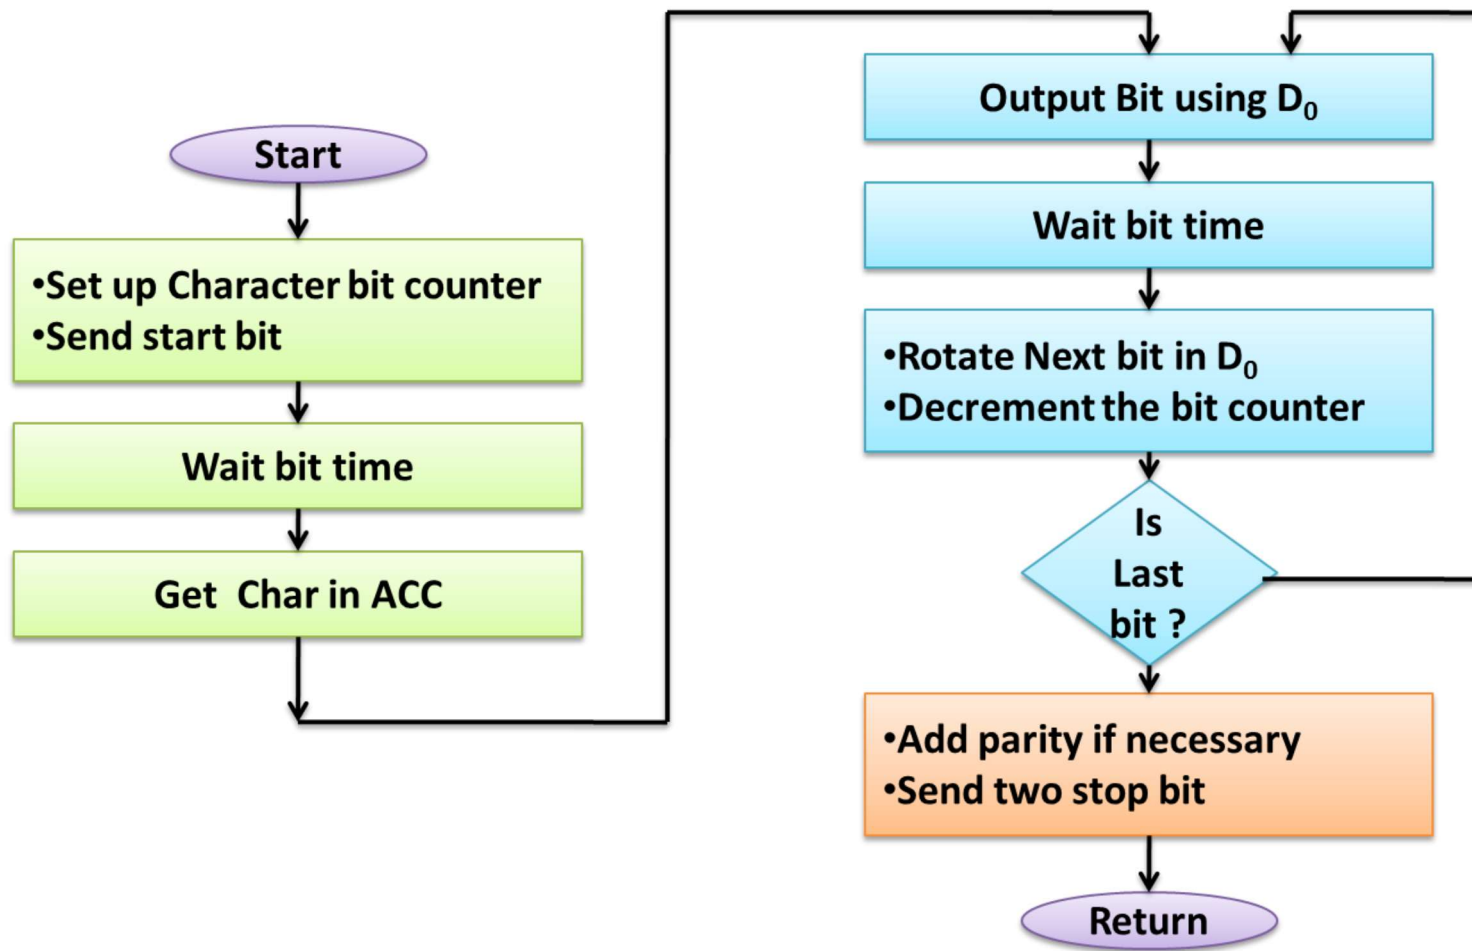 Start
•Set up Character bit counter
•Send start bit
Wait bit time
Get Char in ACC
Output Bit using D₀
Wait bit time
•Rotate Next bit in D₀
•Decrement the bit counter
Is
Last
bit ?
•Add parity if necessary
•Send two stop bit
Return